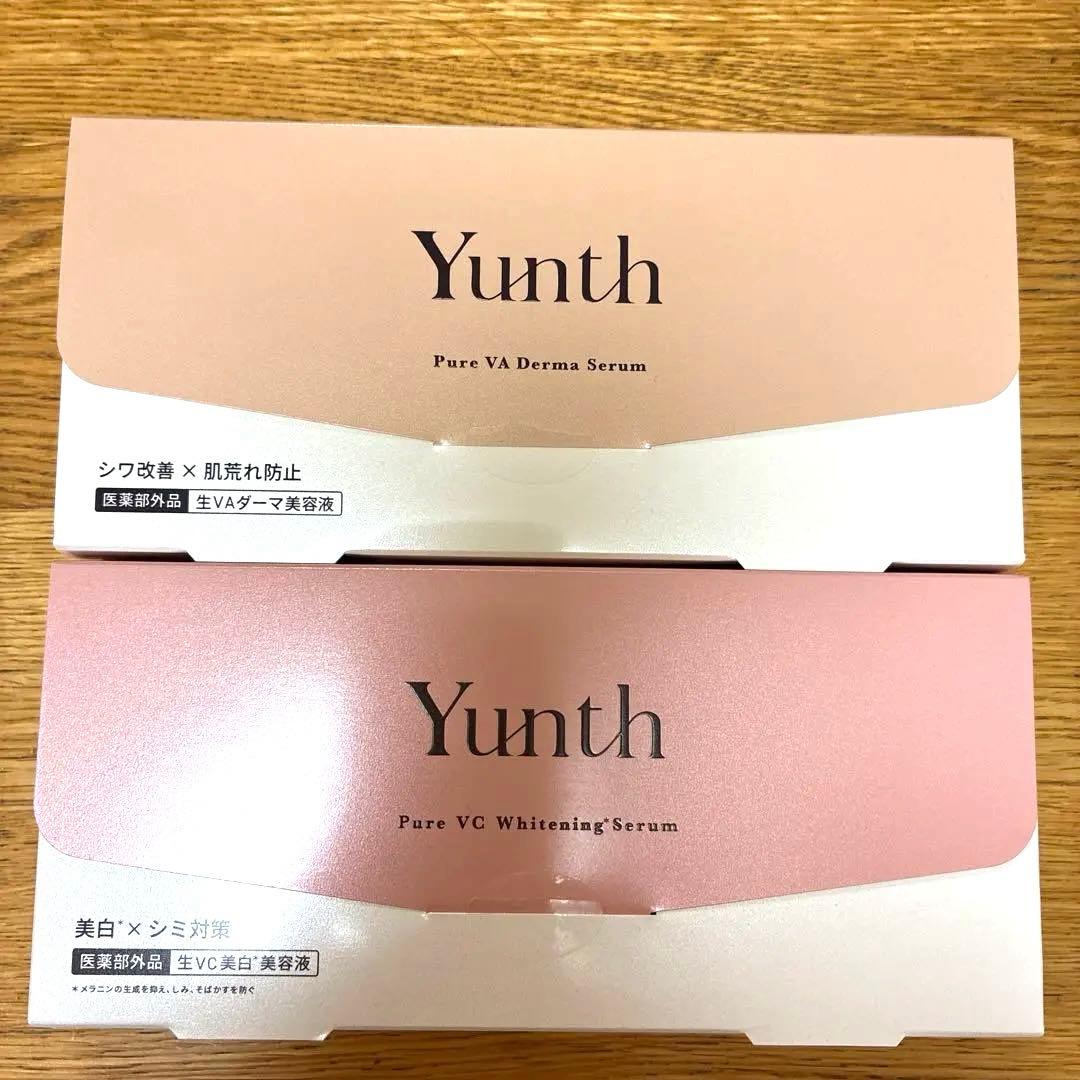 Yunth
Pure VA Derma Serum
シワ改善 × 肌荒れ防止
医薬部外品 生VAダーマ美容液
Yunth
Pure VC Whitening*Serum
美白*× シミ対策
医薬部外品 生VC美白*美容液
*メラニンの生成を抑え、しみ、そばかすを防ぐ